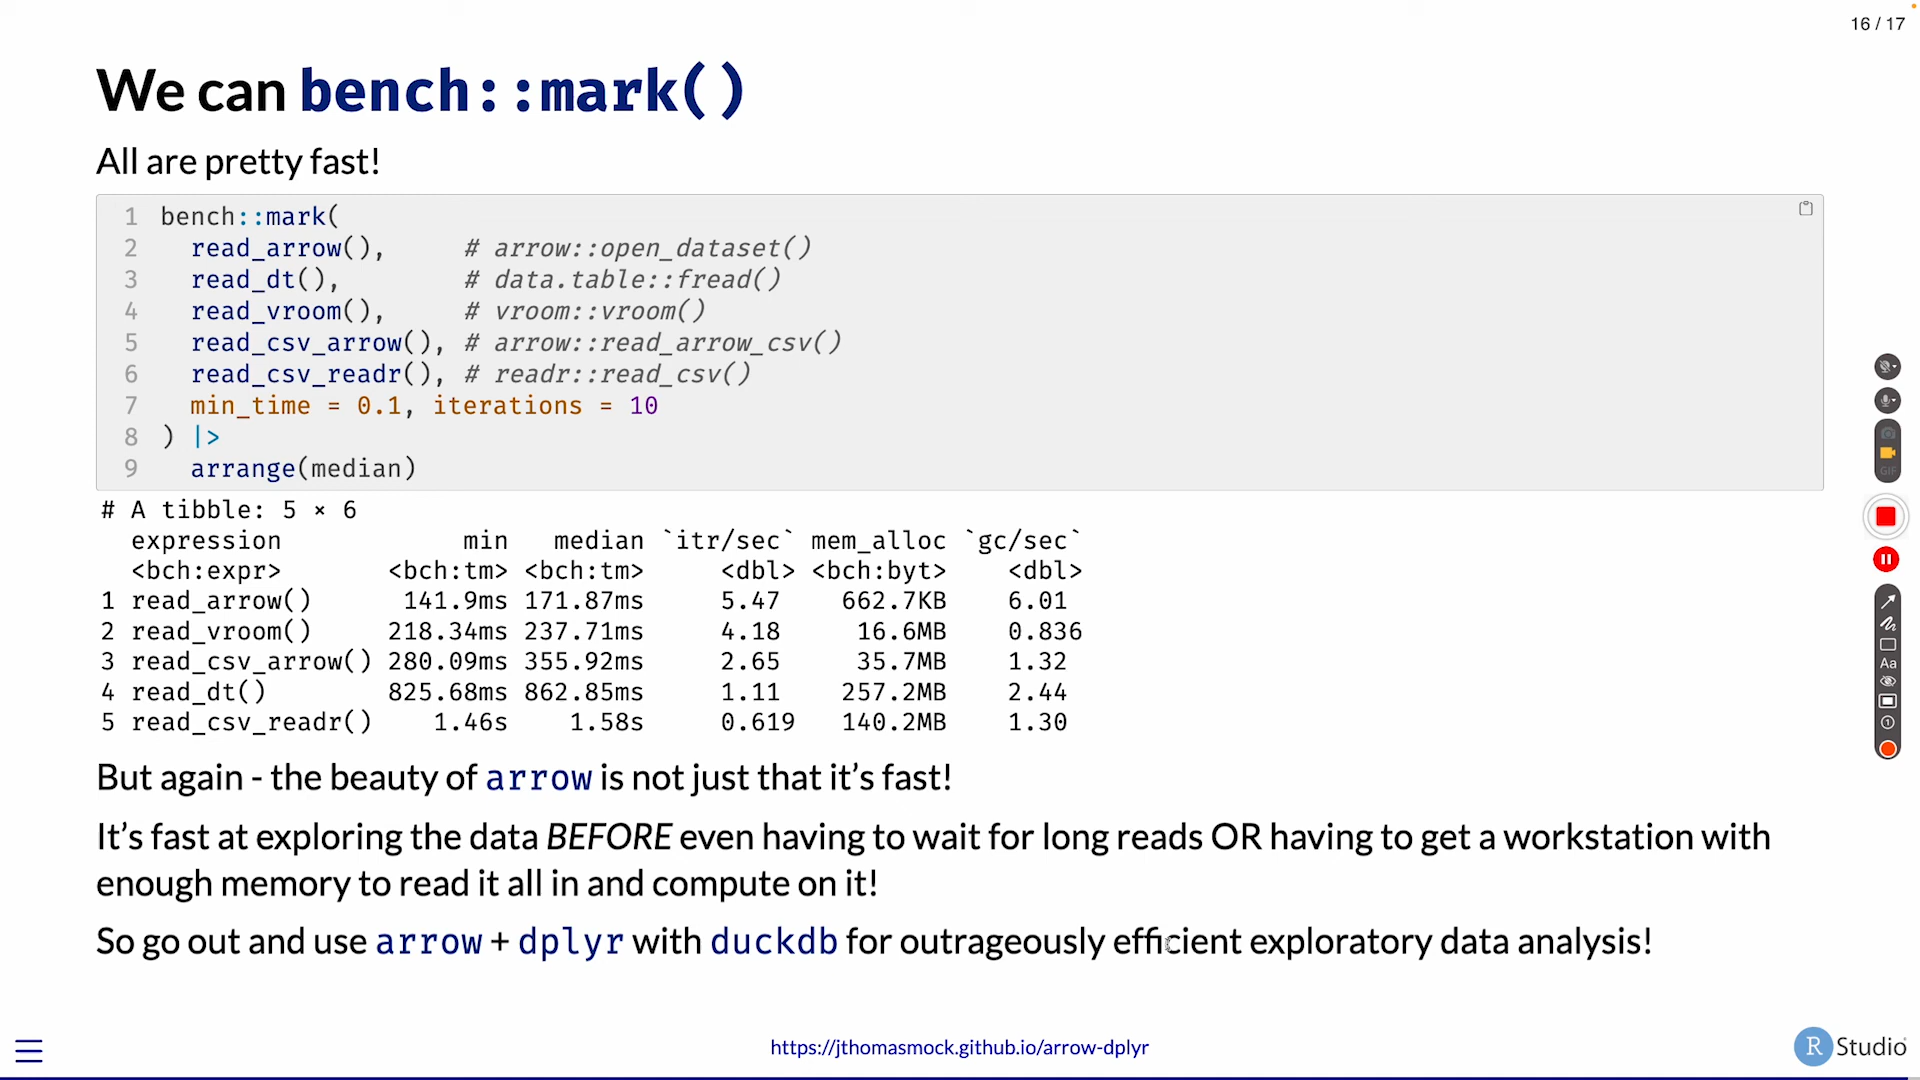 16 / 17
We can bench::mark()
All are pretty fast!
1 bench::mark(
2   read_arrow(),     # arrow::open_dataset()
3   read_dt(),        # data.table::fread()
4   read_vroom(),     # vroom::vroom()
5   read_csv_arrow(), # arrow::read_arrow_csv()
6   read_csv_readr(), # readr::read_csv()
7   min_time = 0.1, iterations = 10
8 ) |>
9   arrange(median)
# A tibble: 5 × 6
  expression            min   median `itr/sec` mem_alloc `gc/sec`
  <bch:expr>       <bch:tm> <bch:tm>     <dbl> <bch:byt>    <dbl>
1 read_arrow()      141.9ms 171.87ms     5.47    662.7KB    6.01
2 read_vroom()     218.34ms 237.71ms     4.18     16.6MB    0.836
3 read_csv_arrow() 280.09ms 355.92ms     2.65     35.7MB    1.32
4 read_dt()        825.68ms 862.85ms     1.11    257.2MB    2.44
5 read_csv_readr()    1.46s    1.58s     0.619   140.2MB    1.30
But again - the beauty of arrow is not just that it's fast!
It's fast at exploring the data BEFORE even having to wait for long reads OR having to get a workstation with
enough memory to read it all in and compute on it!
So go out and use arrow + dplyr with duckdb for outrageously efficient exploratory data analysis!
GIF
Aa
1
https://jthomasmock.github.io/arrow-dplyr
R Studio